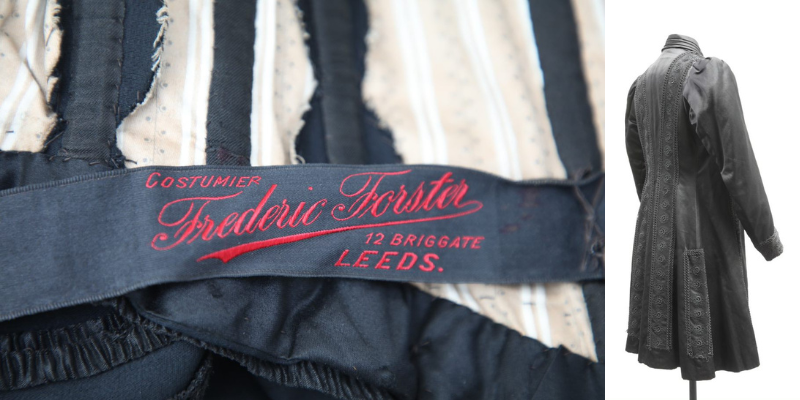 COSTUMIER
Frederic Forster
12 BRIGGATE
LEEDS.